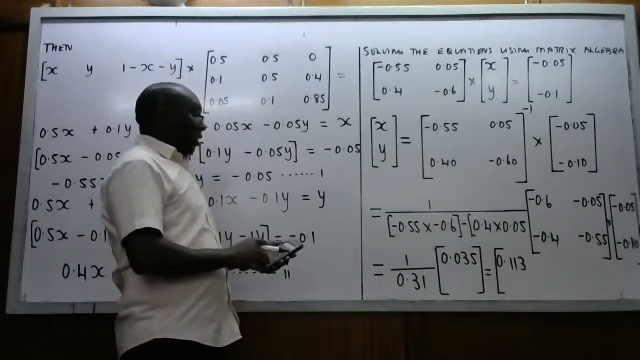 THEN
[x y 1-x-y] × [0.5 0.5 0
0.1 0.5 0.4
0.05 0.1 0.85] =
0.5x + 0.1y 0.05x - 0.05y = x
[0.5x - 0.05 [0.1y - 0.05y] = -0.05
-0.55 y = -0.05 ...... 1
0.5x + 0.1x - 0.1y = y
[0.5x - 0.1 - 1y] = -0.1
0.4x 11
SOLVING THE EQUATIONS USING MATRIX ALGEBRA
[-0.55 0.05
0.4 -0.6] × [x
y] = [-0.05
-0.1]
[x
y] = [-0.55 0.05
0.40 -0.60]^-1 × [-0.05
-0.10]
= 1
[-0.55 x -0.6] - [0.4 x 0.05
[-0.6 -0.05
-0.4 -0.55] [-0.05
-0.10
= 1
0.31 [0.035] = [0.113